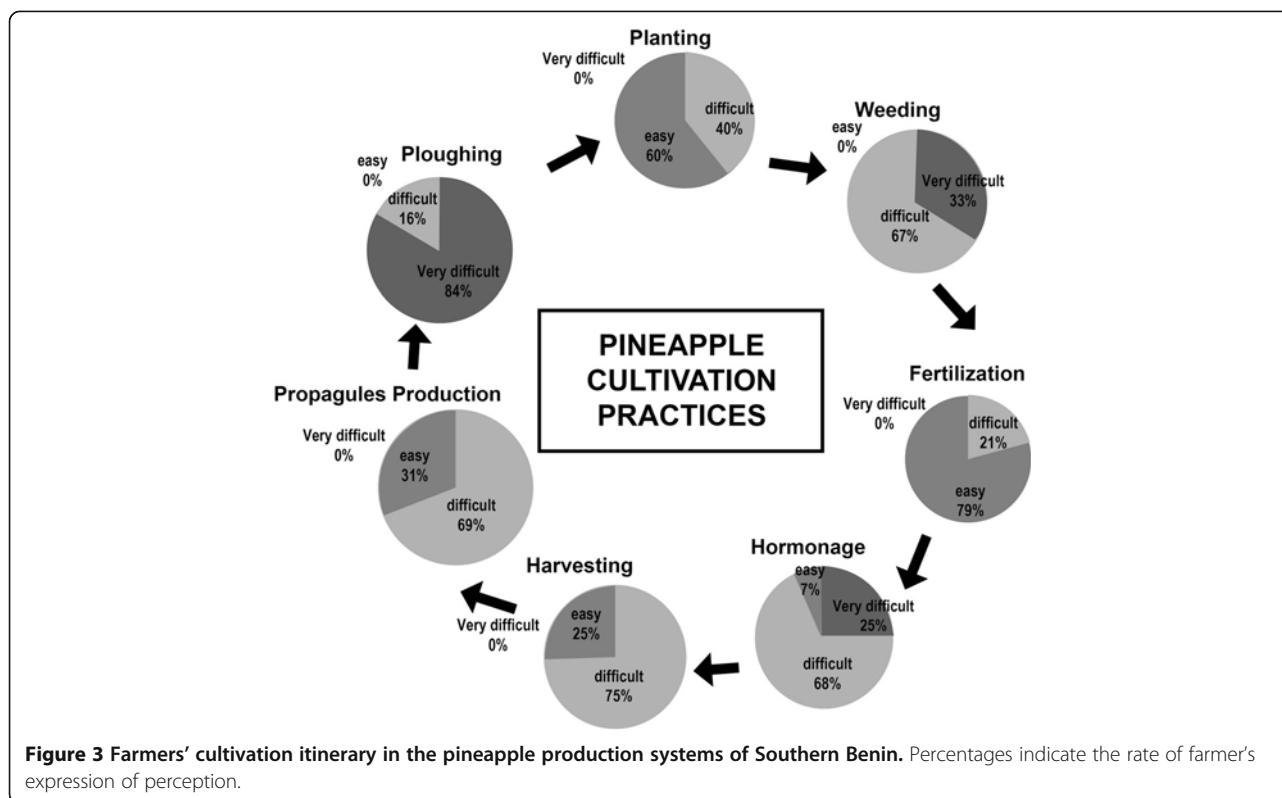 Planting
Very difficult
0%
difficult
40%
easy
60%
Weeding
easy
0%
Very difficult
33%
difficult
67%
Ploughing
easy
0%
difficult
16%
Very difficult
84%
PINEAPPLE
CULTIVATION
PRACTICES
Fertilization
Very difficult
0%
difficult
21%
easy
79%
Propagules Production
Very difficult
0%
easy
31%
difficult
69%
Hormonage
easy
7%
Very difficult
25%
difficult
68%
Harvesting
Very difficult
0%
easy
25%
difficult
75%
Figure 3 Farmers’ cultivation itinerary in the pineapple production systems of Southern Benin. Percentages indicate the rate of farmer’s
expression of perception.